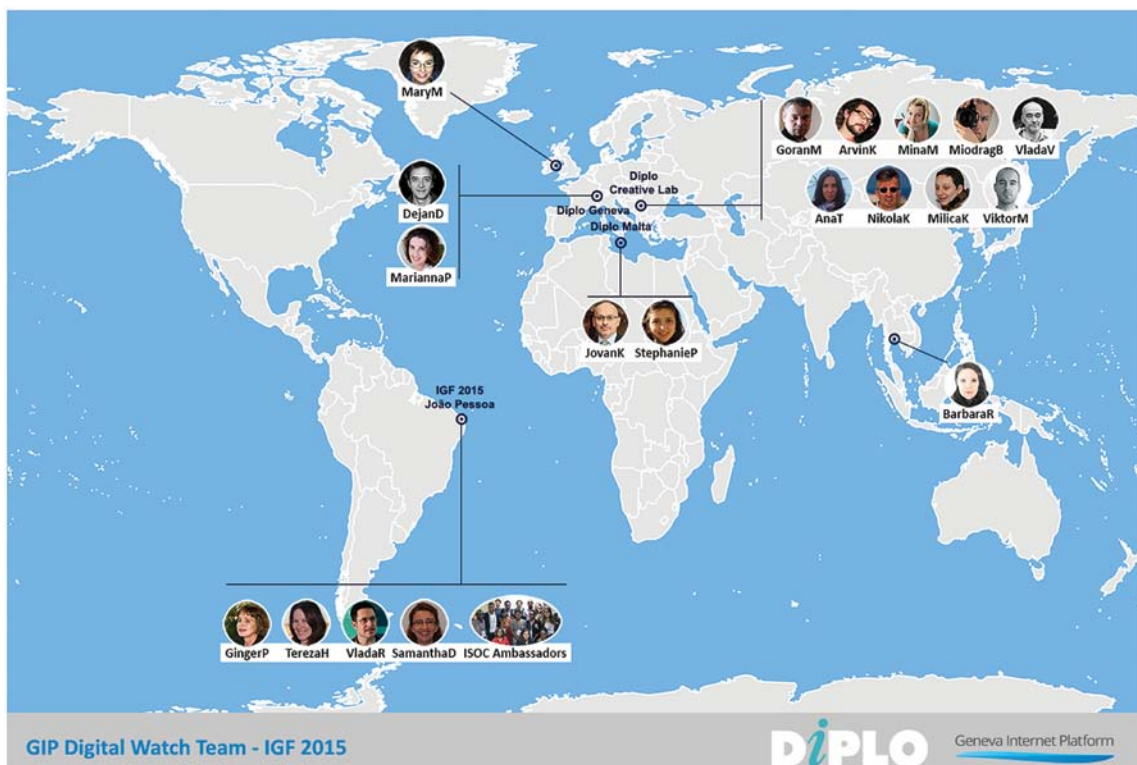 MaryM
GoranM
ArvinK
MinaM
MiodragB
VladaV
DejanD
Diplo
Creative Lab
AnaT
NikolaK
MilicaK
ViktorM
Diplo Geneva
Diplo Malta
MariannaP
JovanK
StephanieP
IGF 2015
João Pessoa
BarbaraR
GingerP
TerezaH
VladaR
SamanthaD
ISOC Ambassadors
GIP Digital Watch Team - IGF 2015
DiPLO
Geneva Internet Platform